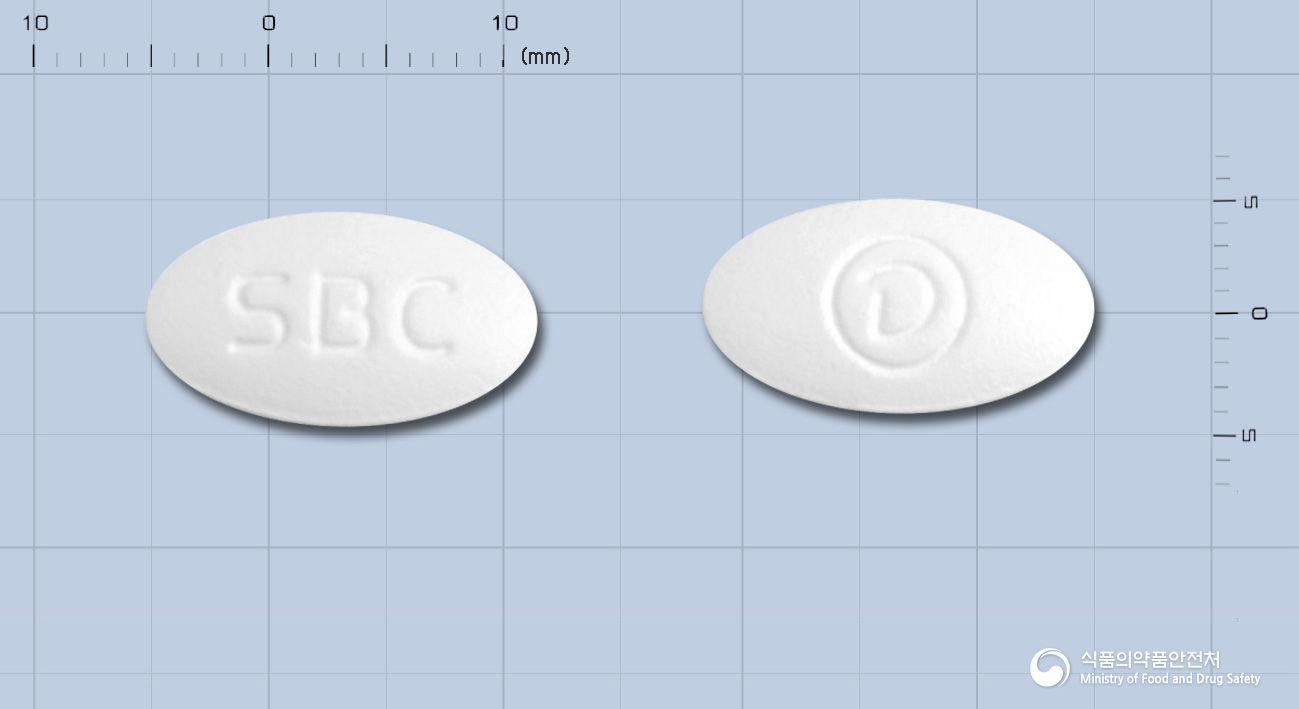 10 0 10
(mm)
SBC
D
5
0
5
식품의약품안전처
Ministry of Food and Drug Safety